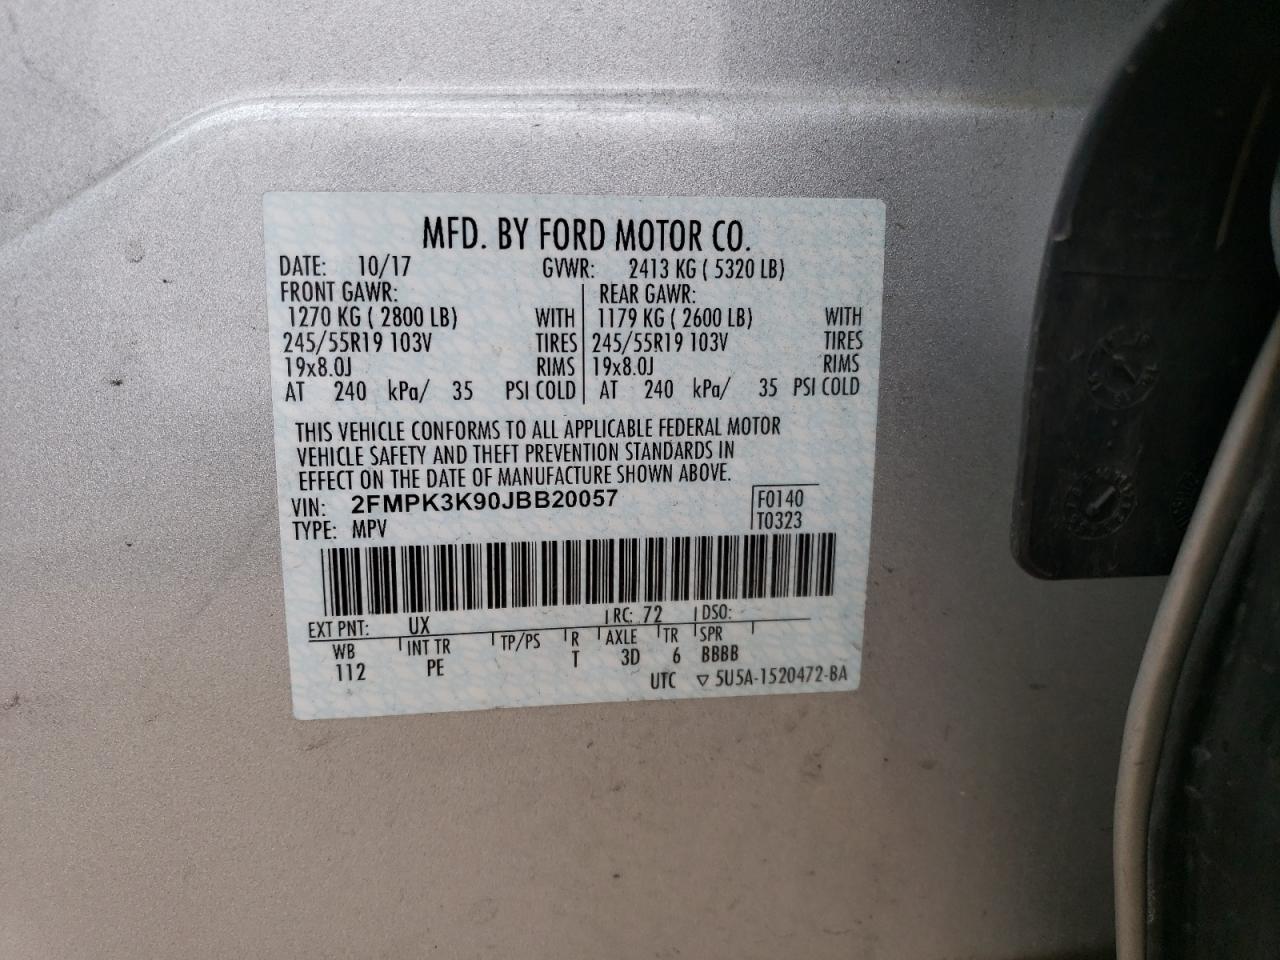 MFD. BY FORD MOTOR CO.
DATE: 10/17 GVWR: 2413 KG ( 5320 LB)
FRONT GAWR: REAR GAWR:
1270 KG ( 2800 LB) WITH 1179 KG ( 2600 LB) WITH
245/55R19 103V TIRES 245/55R19 103V TIRES
19x8.0J RIMS 19x8.0J RIMS
AT 240 kPa/ 35 PSI COLD AT 240 kPa/ 35 PSI COLD
THIS VEHICLE CONFORMS TO ALL APPLICABLE FEDERAL MOTOR
VEHICLE SAFETY AND THEFT PREVENTION STANDARDS IN
EFFECT ON THE DATE OF MANUFACTURE SHOWN ABOVE.
VIN: 2FMPK3K90JBB20057 F0140
TYPE: MPV T0323
EXT PNT: UX RC: 72 DSO:
WB INT TR TP/PS R AXLE TR SPR
112 PE T 3D 6 BBBB
UTC ▽ 5U5A-1520472-BA